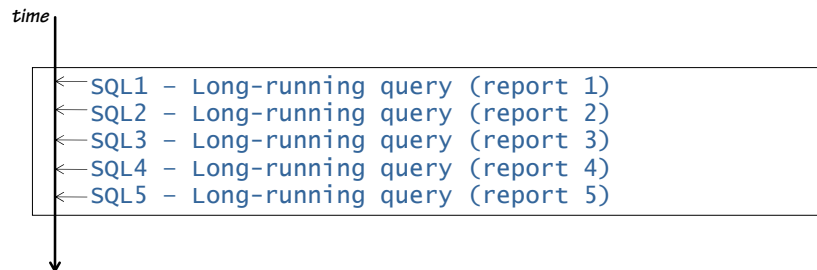 time
SQL1 – Long-running query (report 1)
SQL2 – Long-running query (report 2)
SQL3 – Long-running query (report 3)
SQL4 – Long-running query (report 4)
SQL5 – Long-running query (report 5)